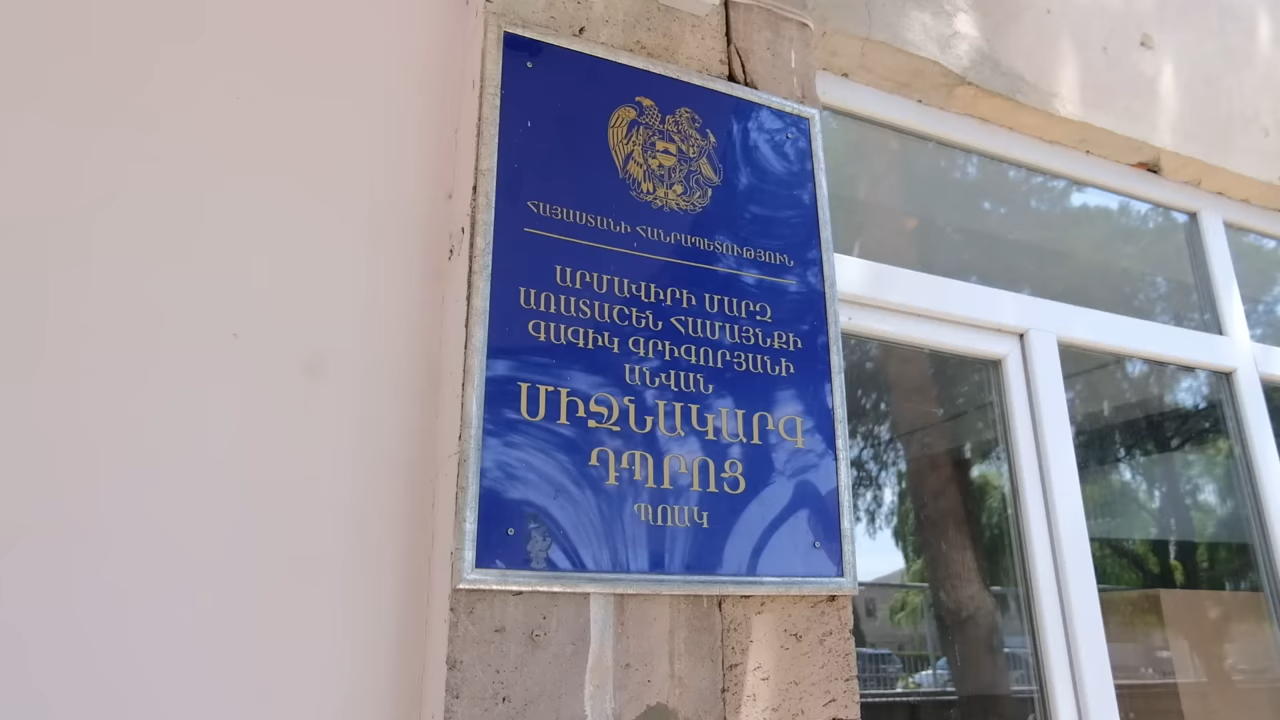 ՀԱՅԱՍՏԱՆԻ ՀԱՆՐԱՊԵՏՈՒԹՅՈՒՆ
ԱՐՄԱՎԻՐԻ ՄԱՐԶ
ԱՌԱՏԱՇԵՆ ՀԱՄԱՅՆՔԻ
ԳԱԳԻԿ ԳՐԻԳՈՐՅԱՆԻ
ԱՆՎԱՆ
ՄԻՋՆԱԿԱՐԳ
ԴՊՐՈՑ
ՊՈԱԿ